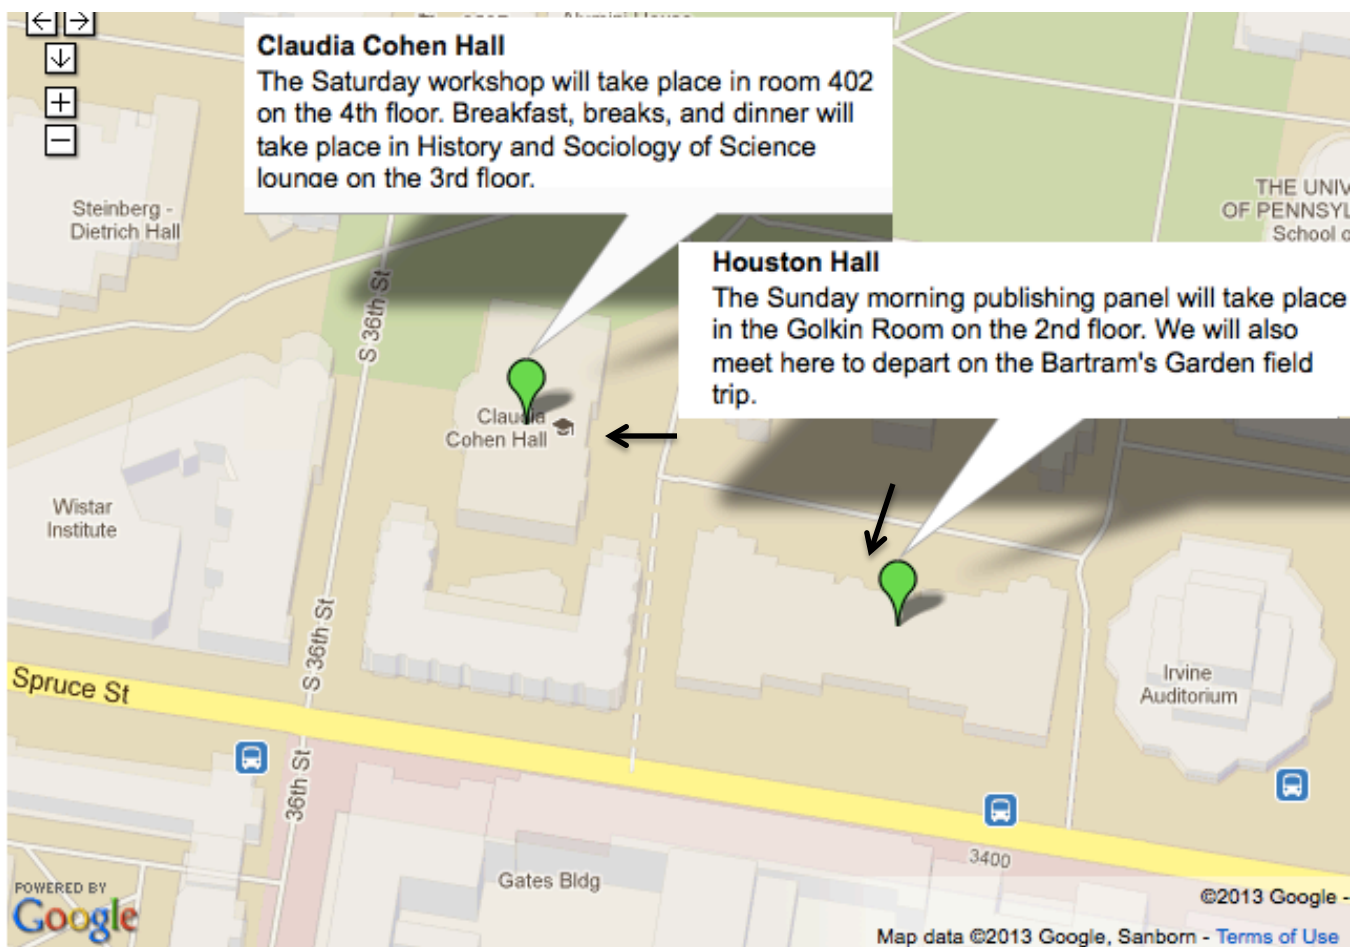 Claudia Cohen Hall
The Saturday workshop will take place in room 402
on the 4th floor. Breakfast, breaks, and dinner will
take place in History and Sociology of Science
lounge on the 3rd floor.
Steinberg -
Dietrich Hall
THE UNIV
OF PENNSYL
School o
Houston Hall
The Sunday morning publishing panel will take place
in the Golkin Room on the 2nd floor. We will also
meet here to depart on the Bartram's Garden field
trip.
S 36th St
Claudia
Cohen Hall
Wistar
Institute
S 36th St
Irvine
Auditorium
Spruce St
36th St
3400
Gates Bldg
POWERED BY
Google
©2013 Google -
Map data ©2013 Google, Sanborn - Terms of Use